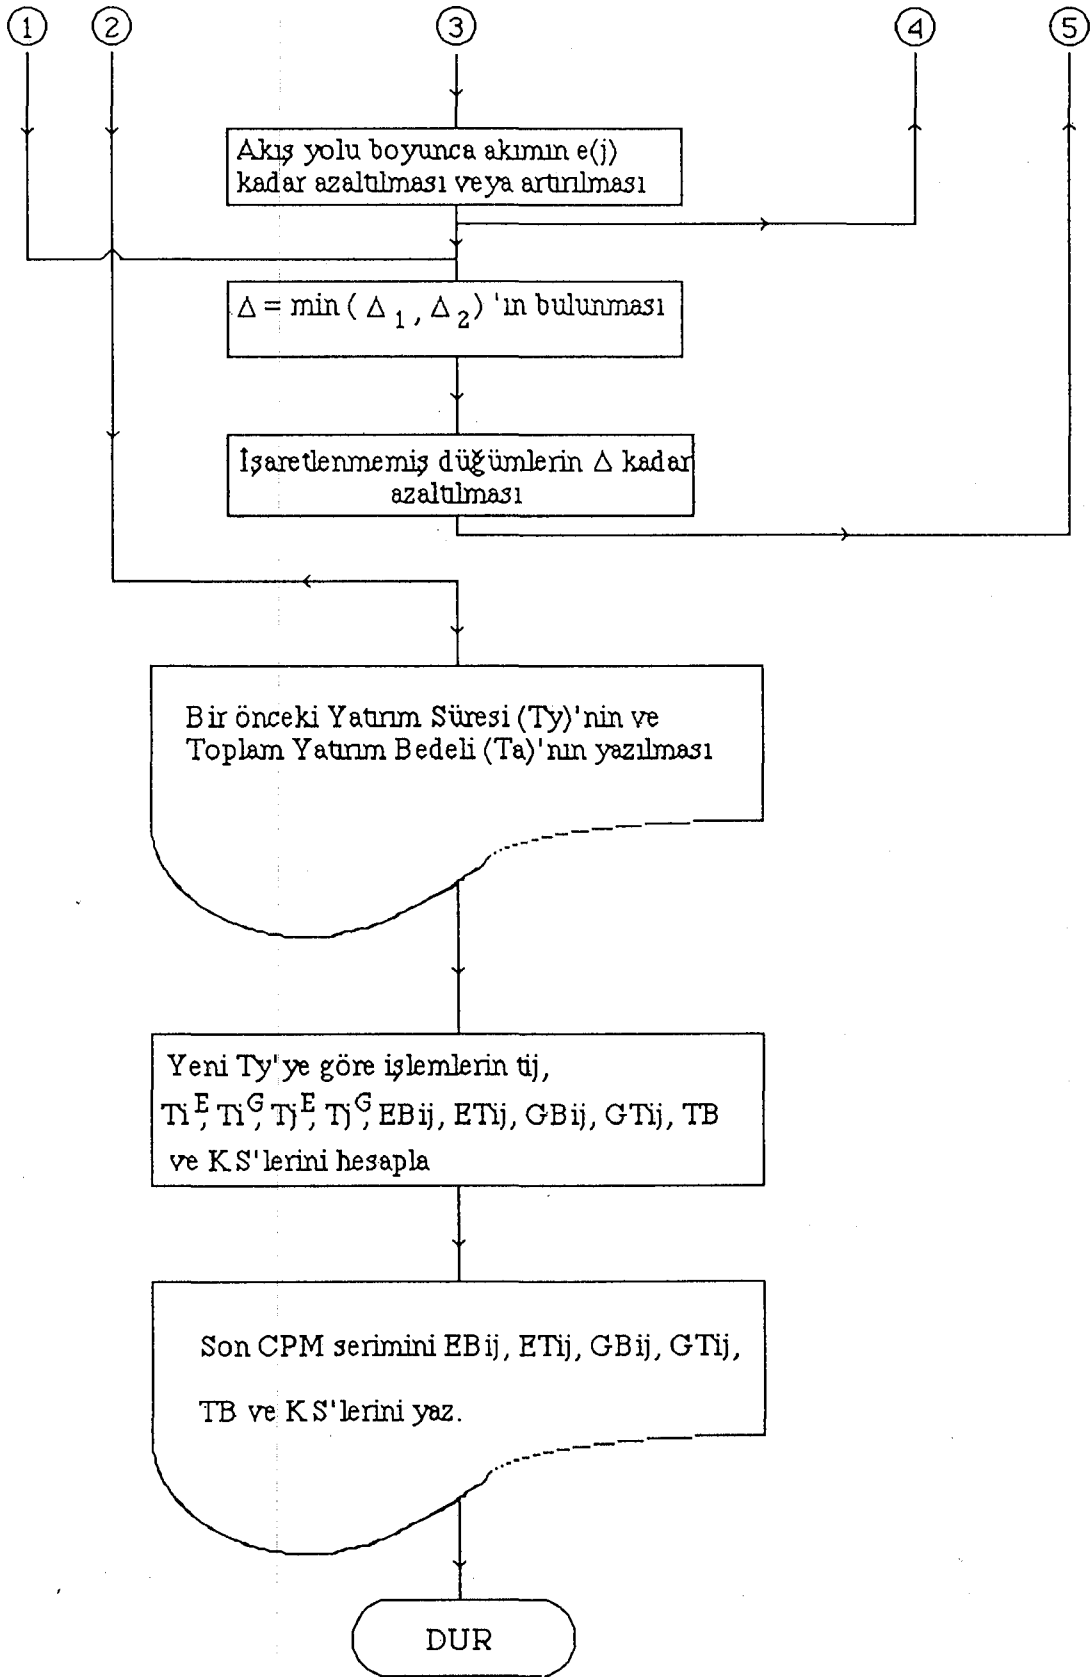 1 2 3 4 5
Akış yolu boyunca akımın e(j)
kadar azaltılması veya artırılması
Δ = min ( Δ₁ , Δ₂ ) 'ın bulunması
İşaretlenmemiş düğümlerin Δ kadar
azaltılması
Bir önceki Yatırım Süresi (Ty)'nin ve
Toplam Yatırım Bedeli (Ta)'nın yazılması
Yeni Ty'ye göre işlemlerin tij,
Ti^E, Ti^G, Tj^E, Tj^G, EBij, ETij, GBij, GTij, TB
ve KS'lerini hesapla
Son CPM serimini EBij, ETij, GBij, GTij,
TB ve KS'lerini yaz.
DUR